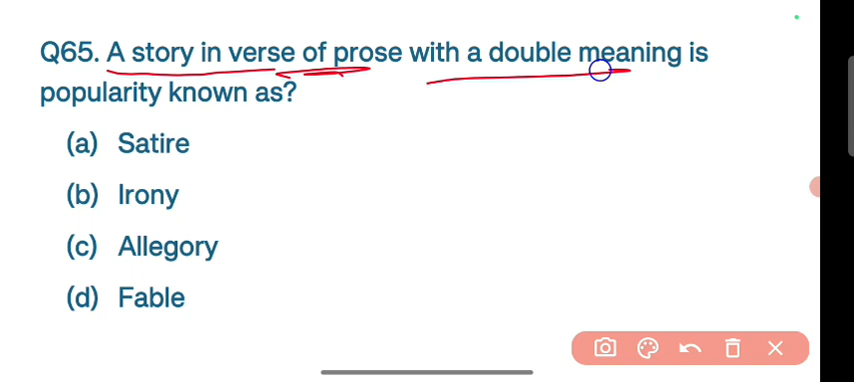 Q65. A story in verse of prose with a double meaning is
popularity known as?
(a) Satire
(b) Irony
(c) Allegory
(d) Fable